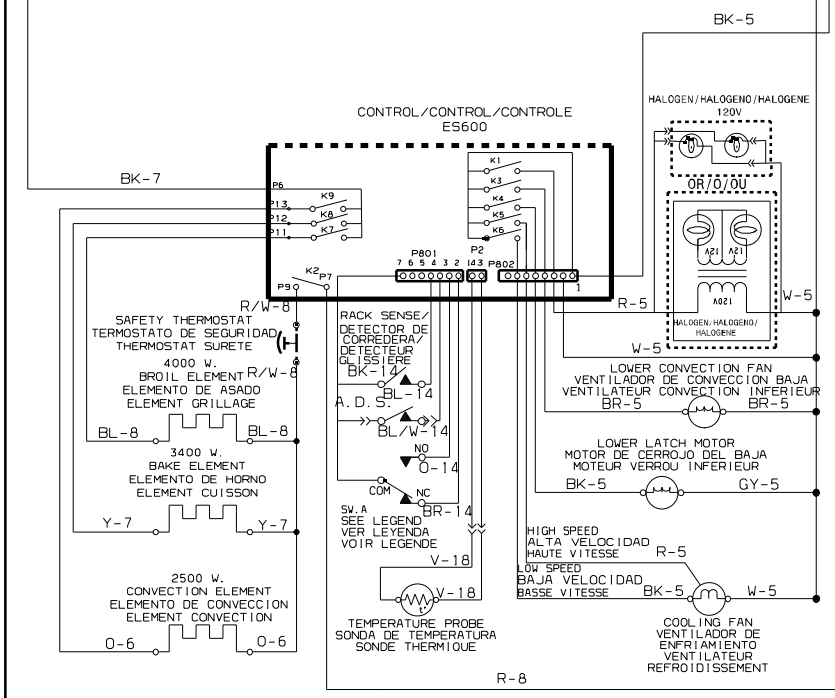 BK-5
HALOGEN/HALOGENO/HALOGENE
120V
CONTROL/CONTROL/CONTROLE
ES600
BK-7
P6
P13
P12
P11
K9
K8
K7
K1
K3
K4
K5
K6
OR/O/OU
12V 12V
120V
HALOGEN/HALOGENO/
HALOGENE
P801
7 6 5 4 3 2
P2
1 4 3
P802
1
K2
P7
P9
R/W-8
R-5
W-5
W-5
SAFETY THERMOSTAT
TERMOSTATO DE SEGURIDAD
THERMOSTAT SURETE
R/W-8
RACK SENSE/
DETECTOR DE
CORREDERA/
DETECTEUR
GLISSIERE
BK-14
BL-14
A.D.S.
BL/W-14
NO
O-14
COM
NC
BR-14
SW.A
SEE LEGEND
VER LEYENDA
VOIR LEGENDE
4000 W.
BROIL ELEMENT
ELEMENTO DE ASADO
ELEMENT GRILLAGE
BL-8
BL-8
3400 W.
BAKE ELEMENT
ELEMENTO DE HORNO
ELEMENT CUISSON
Y-7
Y-7
2500 W.
CONVECTION ELEMENT
ELEMENTO DE CONVECCION
ELEMENT CONVECTION
O-6
O-6
LOWER CONVECTION FAN
VENTILADOR DE CONVECCION BAJA
VENTILATEUR CONVECTION INFERIEUR
BR-5
BR-5
LOWER LATCH MOTOR
MOTOR DE CERROJO DEL BAJA
MOTEUR VERROU INFERIEUR
BK-5
GY-5
HIGH SPEED
ALTA VELOCIDAD
HAUTE VITESSE
R-5
LOW SPEED
BAJA VELOCIDAD
BASSE VITESSE
BK-5
W-5
COOLING FAN
VENTILADOR DE
ENFRIAMIENTO
VENTILATEUR
REFROIDISSEMENT
V-18
V-18
t°
TEMPERATURE PROBE
SONDA DE TEMPERATURA
SONDE THERMIQUE
R-8